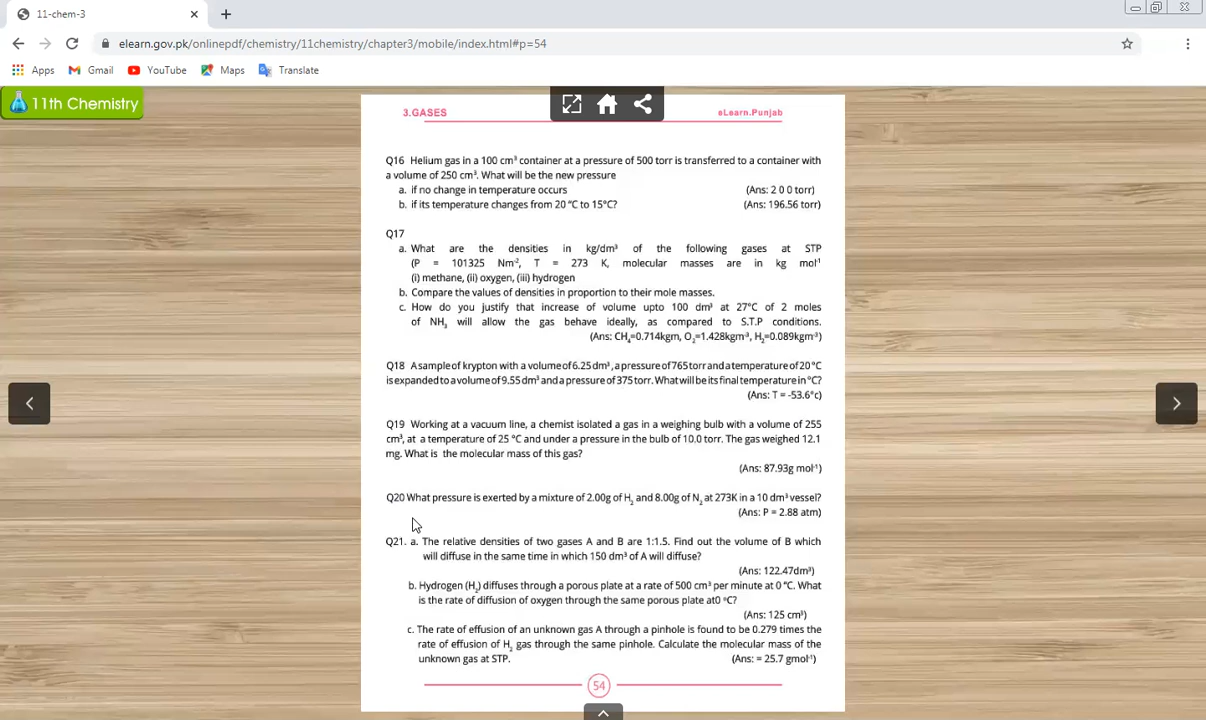 11-chem-3
elearn.gov.pk/onlinepdf/chemistry/11chemistry/chapter3/mobile/index.html#p=54
Apps Gmail YouTube Maps Translate
11th Chemistry
3.GASES eLearn.Punjab
Q16 Helium gas in a 100 cm³ container at a pressure of 500 torr is transferred to a container with
a volume of 250 cm³. What will be the new pressure
a. if no change in temperature occurs (Ans: 2 0 0 torr)
b. if its temperature changes from 20 °C to 15°C? (Ans: 196.56 torr)
Q17
a. What are the densities in kg/dm³ of the following gases at STP
(P = 101325 Nm⁻², T = 273 K, molecular masses are in kg mol⁻¹
(i) methane, (ii) oxygen, (iii) hydrogen
b. Compare the values of densities in proportion to their mole masses.
c. How do you justify that increase of volume upto 100 dm³ at 27°C of 2 moles
of NH₃ will allow the gas behave ideally, as compared to S.T.P conditions.
(Ans: CH₄=0.714kgm, O₂=1.428kgm⁻³, H₂=0.089kgm⁻³)
Q18 A sample of krypton with a volume of 6.25 dm³, a pressure of 765 torr and a temperature of 20 °C
is expanded to a volume of 9.55 dm³ and a pressure of 375 torr. What will be its final temperature in °C?
(Ans: T = -53.6°c)
Q19 Working at a vacuum line, a chemist isolated a gas in a weighing bulb with a volume of 255
cm³, at a temperature of 25 °C and under a pressure in the bulb of 10.0 torr. The gas weighed 12.1
mg. What is the molecular mass of this gas?
(Ans: 87.93g mol⁻¹)
Q20 What pressure is exerted by a mixture of 2.00g of H₂ and 8.00g of N₂ at 273K in a 10 dm³ vessel?
(Ans: P = 2.88 atm)
Q21. a. The relative densities of two gases A and B are 1:1.5. Find out the volume of B which
will diffuse in the same time in which 150 dm³ of A will diffuse?
(Ans: 122.47dm³)
b. Hydrogen (H₂) diffuses through a porous plate at a rate of 500 cm³ per minute at 0 °C. What
is the rate of diffusion of oxygen through the same porous plate at0 °C?
(Ans: 125 cm³)
c. The rate of effusion of an unknown gas A through a pinhole is found to be 0.279 times the
rate of effusion of H₂ gas through the same pinhole. Calculate the molecular mass of the
unknown gas at STP. (Ans: = 25.7 gmol⁻¹)
54